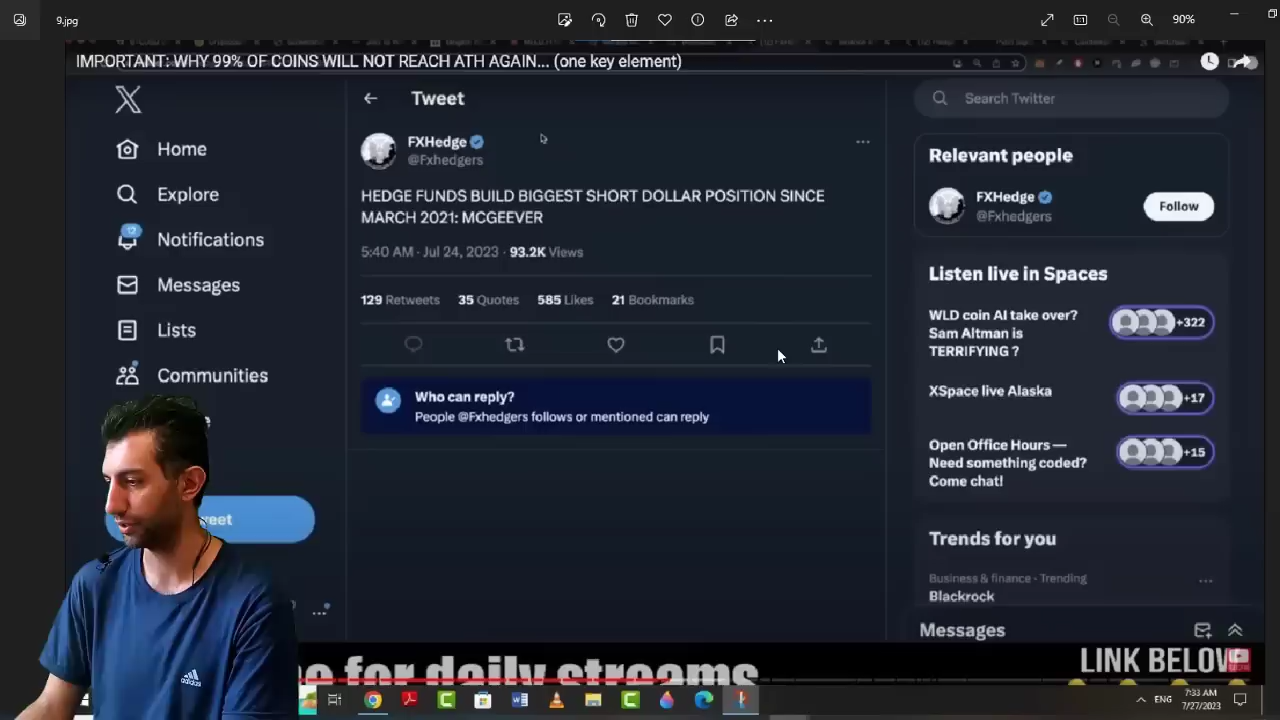 9.jpg
90%
IMPORTANT: WHY 99% OF COINS WILL NOT REACH ATH AGAIN... (one key element)
Tweet
Search Twitter
FXHedge
@Fxhedgers
HEDGE FUNDS BUILD BIGGEST SHORT DOLLAR POSITION SINCE
MARCH 2021: MCGEEVER
5:40 AM · Jul 24, 2023 · 93.2K Views
129 Retweets 35 Quotes 585 Likes 21 Bookmarks
Who can reply?
People @Fxhedgers follows or mentioned can reply
Home
Explore
Notifications
Messages
Lists
Communities
Relevant people
FXHedge
@Fxhedgers
Follow
Listen live in Spaces
WLD coin AI take over?
Sam Altman is
TERRIFYING ?
+322
XSpace live Alaska
+17
Open Office Hours —
Need something coded?
Come chat!
+15
Trends for you
Business & finance · Trending
Blackrock
Messages
for daily streams
LINK BELOW
adidas
ENG
7:33 AM
7/27/2023